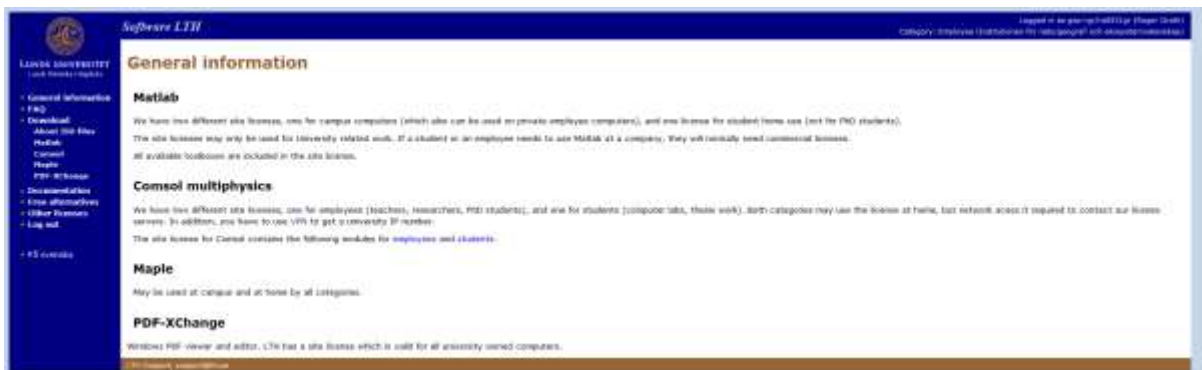 Software LTH
LUNDS UNIVERSITET
Lunds Tekniska Högskola
General information
FAQ
Download
About ISO files
Matlab
Comsol
Maple
PDF-XChange
Documentation
Free alternatives
Other licenses
Log out
På svenska
General information
Matlab
We have two different site licenses, one for campus computers (which also can be used on private employee computers), and one license for student home use (not for PhD students).
The site licenses may only be used for University related work. If a student or an employee needs to use Matlab at a company, they will normally need commercial licenses.
All available toolboxes are included in the site license.
Comsol multiphysics
We have two different site licenses, one for employees (teachers, researchers, PhD students), and one for students (computer labs, thesis work). Both categories may use the license at home, but network access is required to contact our license
servers. In addition, you have to use VPN to get a university IP number.
The site license for Comsol contains the following modules for employees and students.
Maple
May be used at campus and at home by all categories.
PDF-XChange
Windows PDF viewer and editor. LTH has a site license which is valid for all university owned computers.